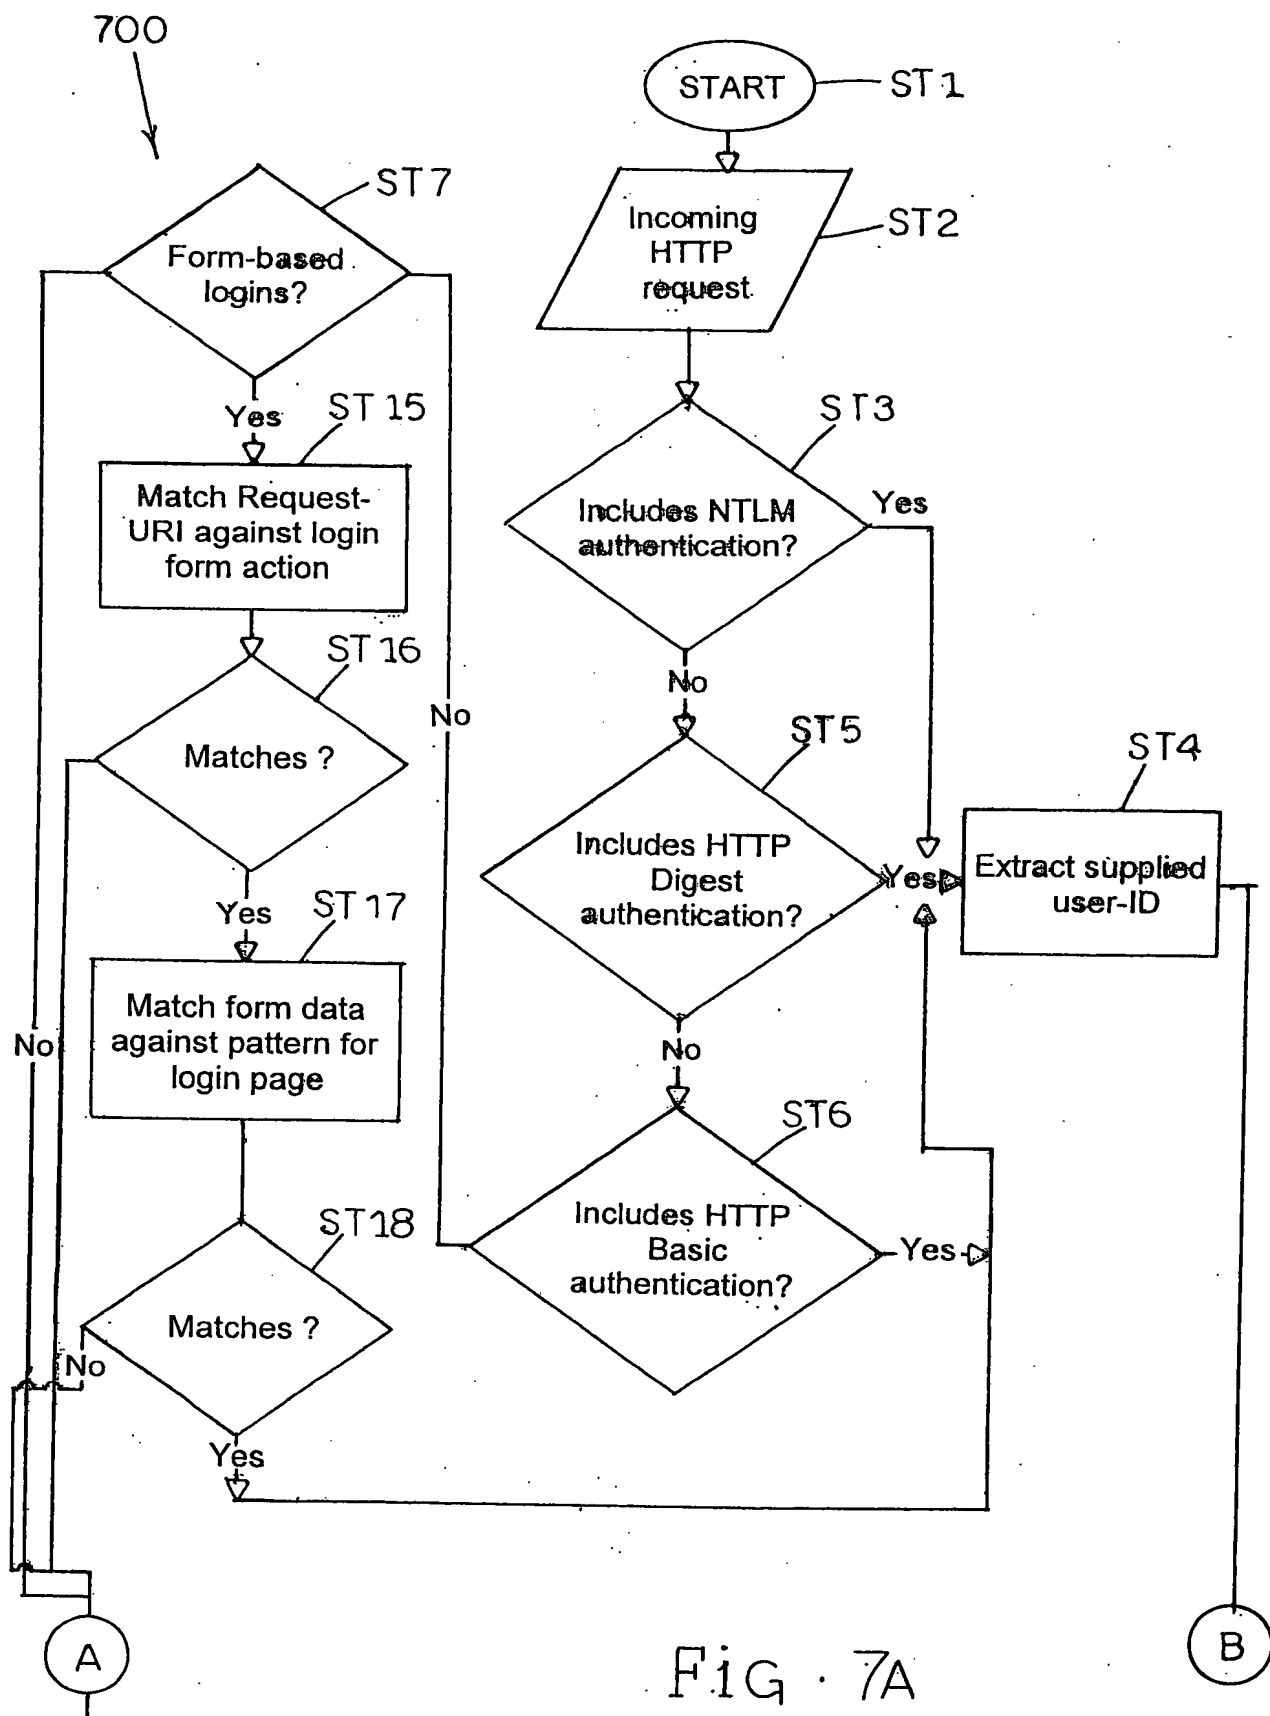 700
START
ST1
Incoming
HTTP
request
ST2
ST7
Form-based
logins?
ST3
Includes NTLM
authentication?
Yes
Yes
ST 15
Match Request-
URI against login
form action
ST 16
No
No
Matches ?
ST5
Includes HTTP
Digest
authentication?
Yes
ST4
Extract supplied
user-ID
Yes
ST 17
Match form data
against pattern for
login page
No
No
ST6
Includes HTTP
Basic
authentication?
Yes
ST18
Matches ?
No
Yes
A
B
FiG . 7A